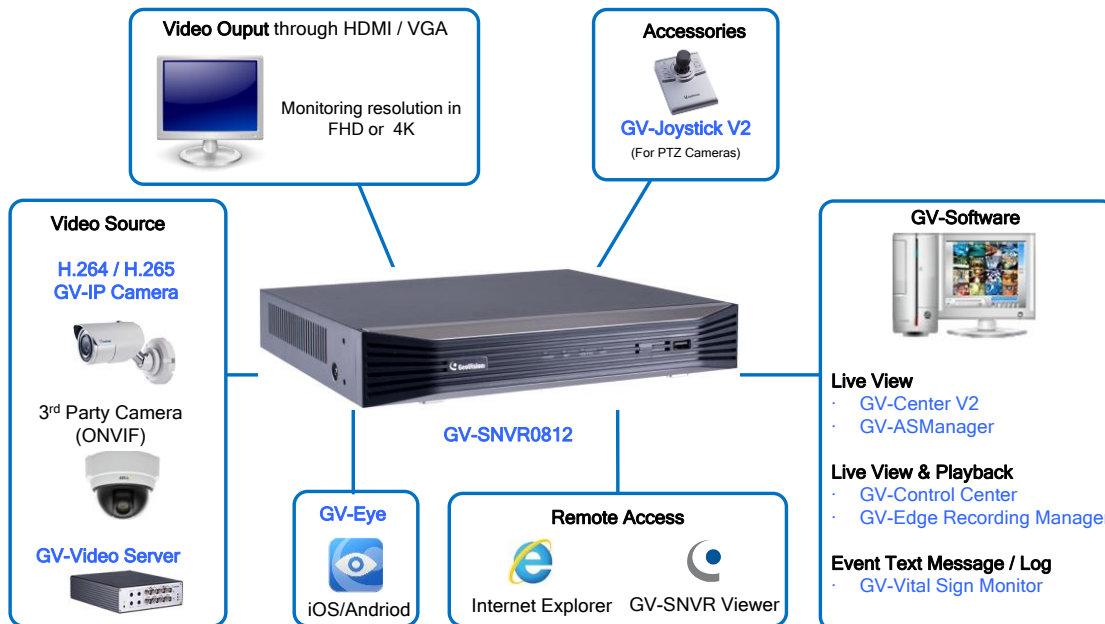 Video Ouput through HDMI / VGA
Monitoring resolution in
FHD or 4K
Accessories
GV-Joystick V2
(For PTZ Cameras)
Video Source
H.264 / H.265
GV-IP Camera
3rd Party Camera
(ONVIF)
GV-Video Server
GeoVision
GV-SNVR0812
GV-Eye
iOS/Andriod
Remote Access
Internet Explorer
GV-SNVR Viewer
GV-Software
Live View
· GV-Center V2
· GV-ASManager
Live View & Playback
· GV-Control Center
· GV-Edge Recording Manager
Event Text Message / Log
· GV-Vital Sign Monitor